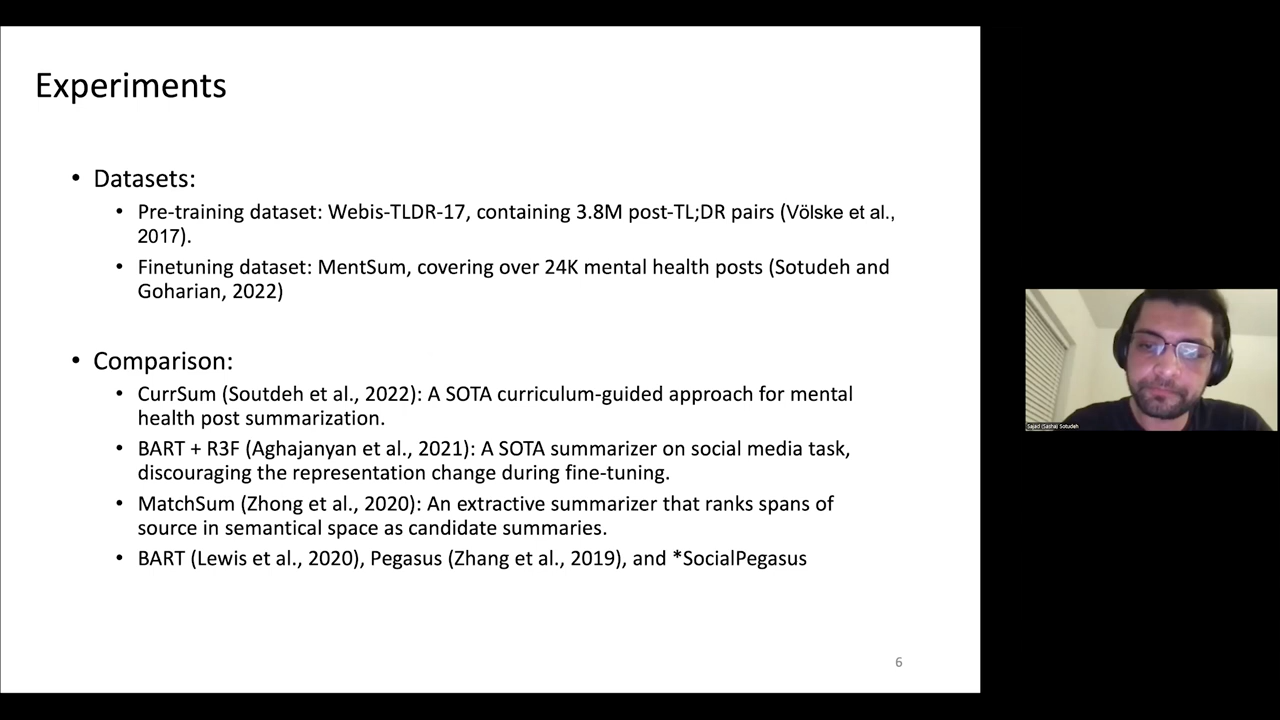 Experiments
• Datasets:
• Pre-training dataset: Webis-TLDR-17, containing 3.8M post-TL;DR pairs (Völske et al.,
2017).
• Finetuning dataset: MentSum, covering over 24K mental health posts (Sotudeh and
Goharian, 2022)
• Comparison:
• CurrSum (Soutdeh et al., 2022): A SOTA curriculum-guided approach for mental
health post summarization.
• BART + R3F (Aghajanyan et al., 2021): A SOTA summarizer on social media task,
discouraging the representation change during fine-tuning.
• MatchSum (Zhong et al., 2020): An extractive summarizer that ranks spans of
source in semantical space as candidate summaries.
• BART (Lewis et al., 2020), Pegasus (Zhang et al., 2019), and *SocialPegasus
6
Sajad (Sasha) Sotudeh